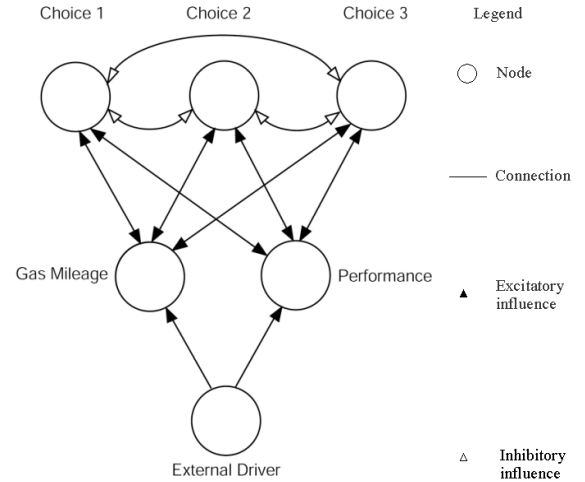 Choice 1
Choice 2
Choice 3
Legend
Node
Connection
Gas Mileage
Performance
Excitatory
influence
External Driver
Inhibitory
influence